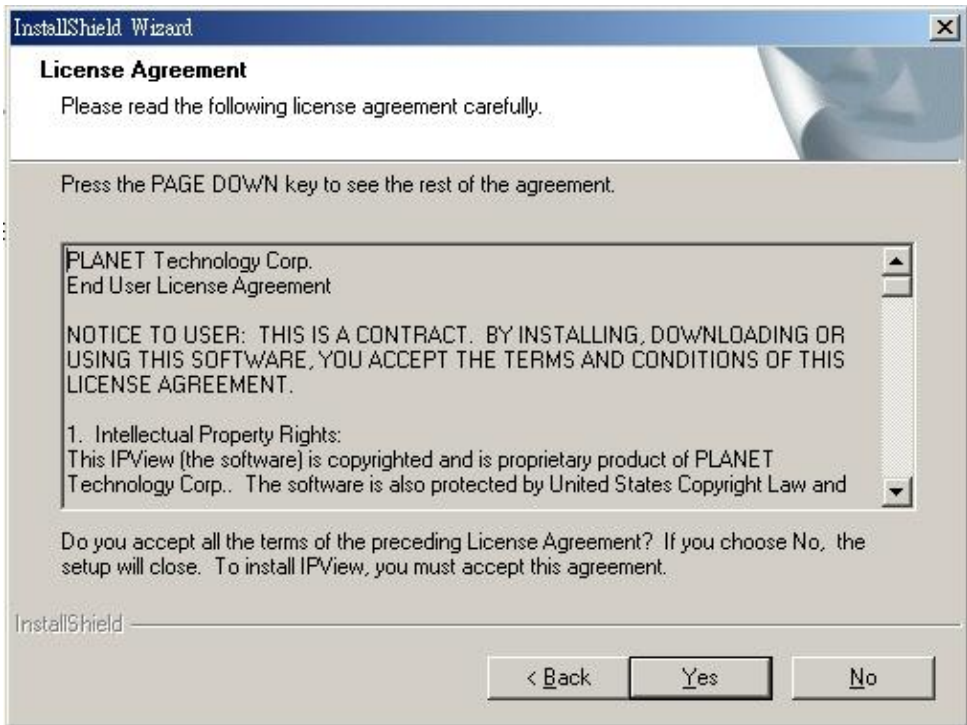 InstallShield Wizard
License Agreement
Please read the following license agreement carefully.
Press the PAGE DOWN key to see the rest of the agreement.
PLANET Technology Corp.
End User License Agreement
NOTICE TO USER:  THIS IS A CONTRACT.  BY INSTALLING, DOWNLOADING OR
USING THIS SOFTWARE, YOU ACCEPT THE TERMS AND CONDITIONS OF THIS
LICENSE AGREEMENT.
1.  Intellectual Property Rights:
This IPView (the software) is copyrighted and is proprietary product of PLANET
Technology Corp..  The software is also protected by United States Copyright Law and
Do you accept all the terms of the preceding License Agreement?  If you choose No,  the
setup will close.  To install IPView, you must accept this agreement.
InstallShield
< Back
Yes
No